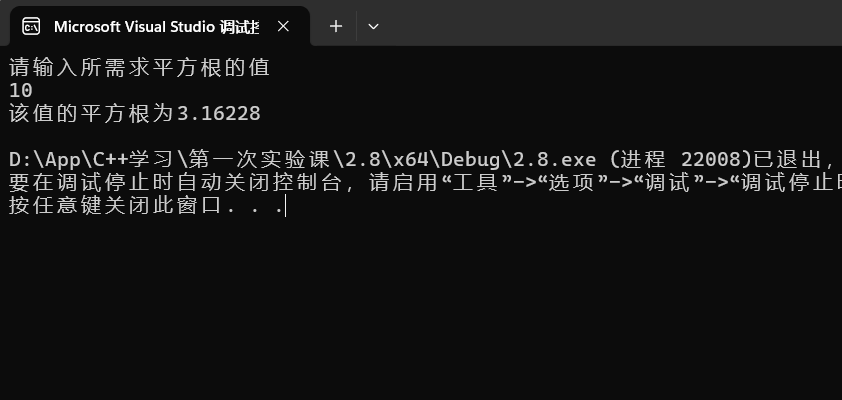 Microsoft Visual Studio 调试
请输入所需求平方根的值
10
该值的平方根为3.16228
D:\App\C++学习\第一次实验课\2.8\x64\Debug\2.8.exe (进程 22008)已退出，
要在调试停止时自动关闭控制台，请启用“工具”->“选项”->“调试”->“调试停止
按任意键关闭此窗口. . .